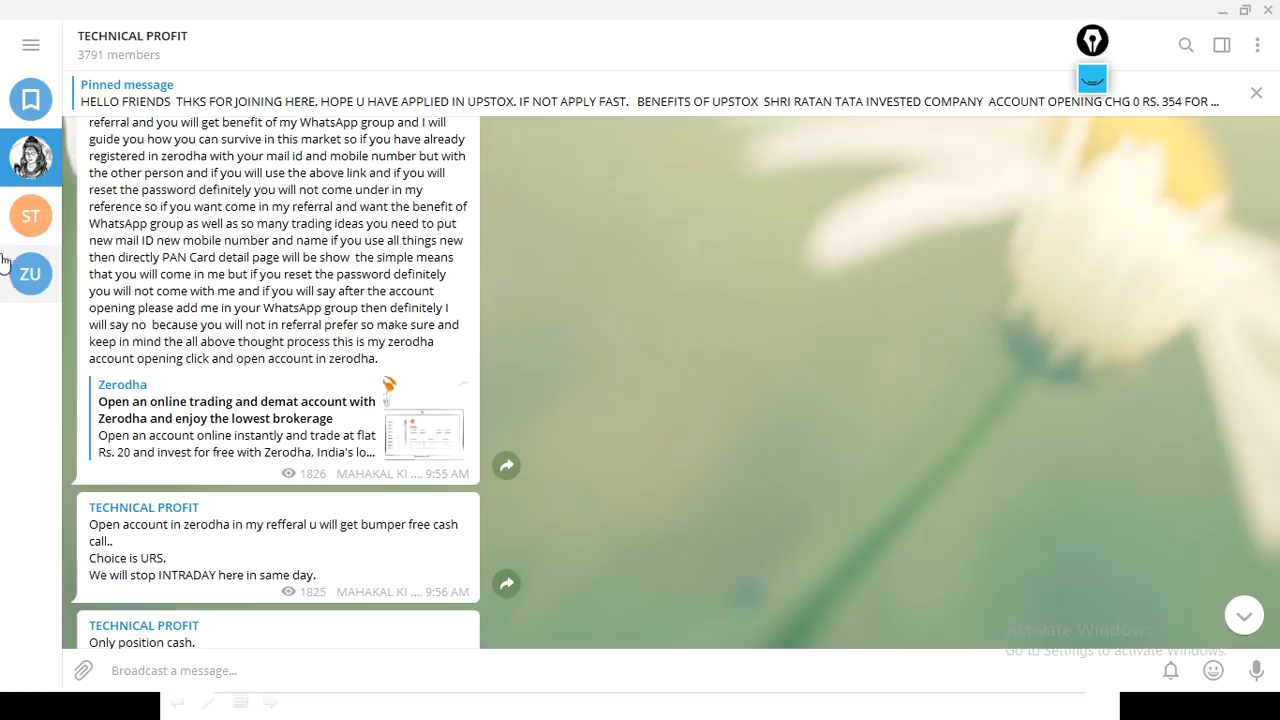 TECHNICAL PROFIT
3791 members
Pinned message
HELLO FRIENDS THKS FOR JOINING HERE. HOPE U HAVE APPLIED IN UPSTOX. IF NOT APPLY FAST. BENEFITS OF UPSTOX SHRI RATAN TATA INVESTED COMPANY ACCOUNT OPENING CHG 0 RS. 354 FOR ...
ST
ZU
referral and you will get benefit of my WhatsApp group and I will
guide you how you can survive in this market so if you have already
registered in zerodha with your mail id and mobile number but with
the other person and if you will use the above link and if you will
reset the password definitely you will not come under in my
reference so if you want come in my referral and want the benefit of
WhatsApp group as well as so many trading ideas you need to put
new mail ID new mobile number and name if you use all things new
then directly PAN Card detail page will be show the simple means
that you will come in me but if you reset the password definitely
you will not come with me and if you will say after the account
opening please add me in your WhatsApp group then definitely I
will say no because you will not in referral prefer so make sure and
keep in mind the all above thought process this is my zerodha
account opening click and open account in zerodha.
Zerodha
Open an online trading and demat account with
Zerodha and enjoy the lowest brokerage
Open an account online instantly and trade at flat
Rs. 20 and invest for free with Zerodha, India's lo...
1826 MAHAKAL KI ..., 9:55 AM
TECHNICAL PROFIT
Open account in zerodha in my refferal u will get bumper free cash
call..
Choice is URS.
We will stop INTRADAY here in same day.
1825 MAHAKAL KI ..., 9:56 AM
TECHNICAL PROFIT
Only position cash.
Activate Windows
Go to Settings to activate Windows.
Broadcast a message...